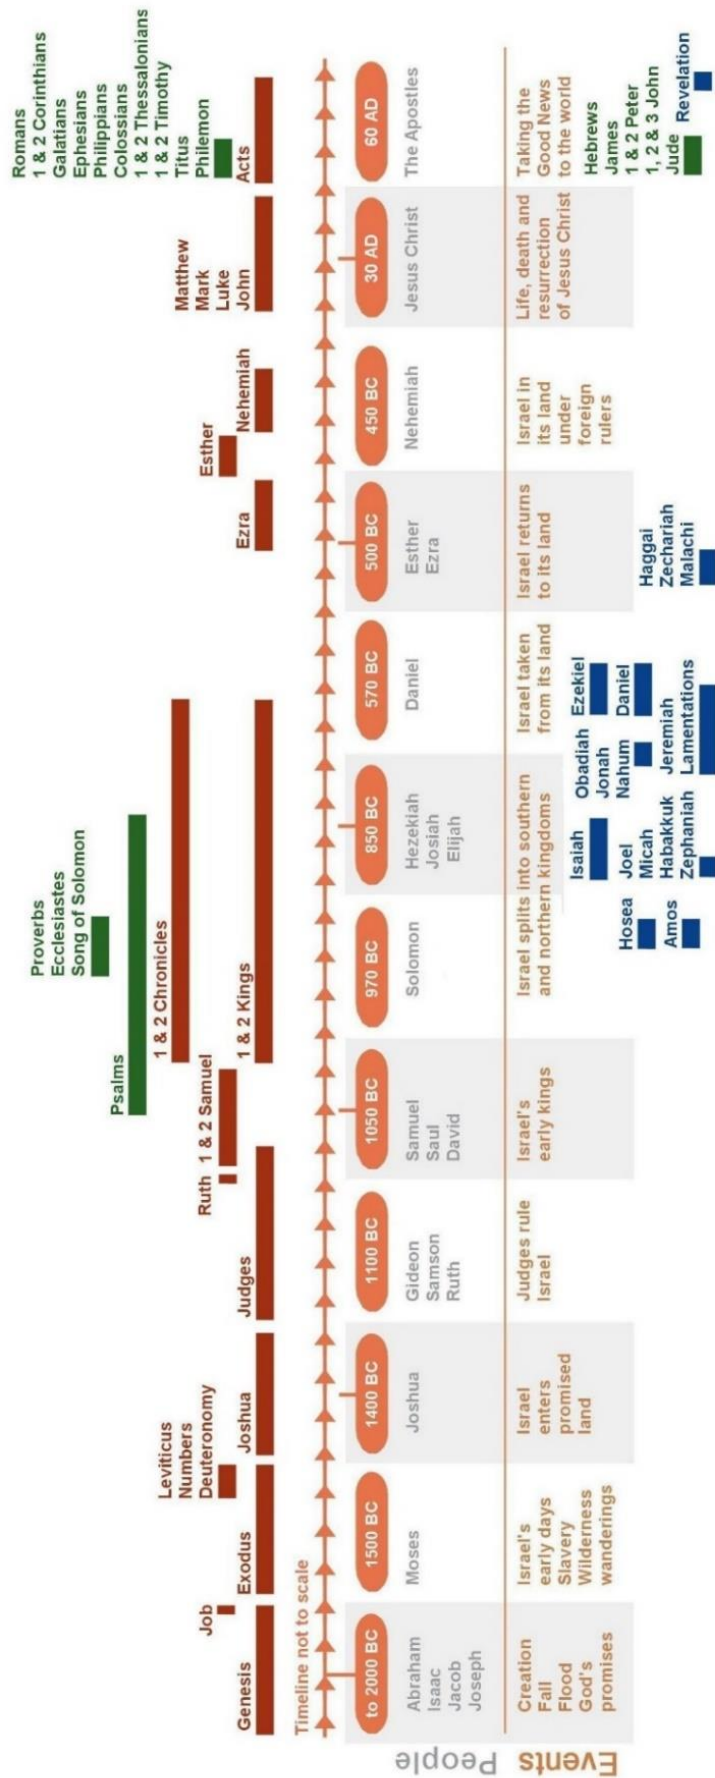 Genesis
Job
Exodus
Leviticus
Numbers
Deuteronomy
Joshua
Judges
Ruth
1 & 2 Samuel
Psalms
1 & 2 Chronicles
1 & 2 Kings
Proverbs
Ecclesiastes
Song of Solomon
Ezra
Esther
Nehemiah
Matthew
Mark
Luke
John
Romans
1 & 2 Corinthians
Galatians
Ephesians
Philippians
Colossians
1 & 2 Thessalonians
1 & 2 Timothy
Titus
Philemon
Acts
Timeline not to scale
to 2000 BC
1500 BC
1400 BC
1100 BC
1050 BC
970 BC
850 BC
570 BC
500 BC
450 BC
30 AD
60 AD
People
Abraham
Isaac
Jacob
Joseph
Moses
Joshua
Gideon
Samson
Ruth
Samuel
Saul
David
Solomon
Hezekiah
Josiah
Elijah
Daniel
Esther
Ezra
Nehemiah
Jesus Christ
The Apostles
Events
Creation
Fall
Flood
God's
promises
Israel's
early days
Slavery
Wilderness
wanderings
Israel
enters
promised
land
Judges rule
Israel
Israel's
early kings
Israel splits into southern
and northern kingdoms
Israel taken
from its land
Israel returns
to its land
Israel in
its land
under
foreign
rulers
Life, death and
resurrection
of Jesus Christ
Taking the
Good News
to the world
Hosea
Amos
Isaiah
Joel
Micah
Habakkuk
Zephaniah
Obadiah
Jonah
Nahum
Jeremiah
Lamentations
Ezekiel
Daniel
Haggai
Zechariah
Malachi
Hebrews
James
1 & 2 Peter
1, 2 & 3 John
Jude
Revelation